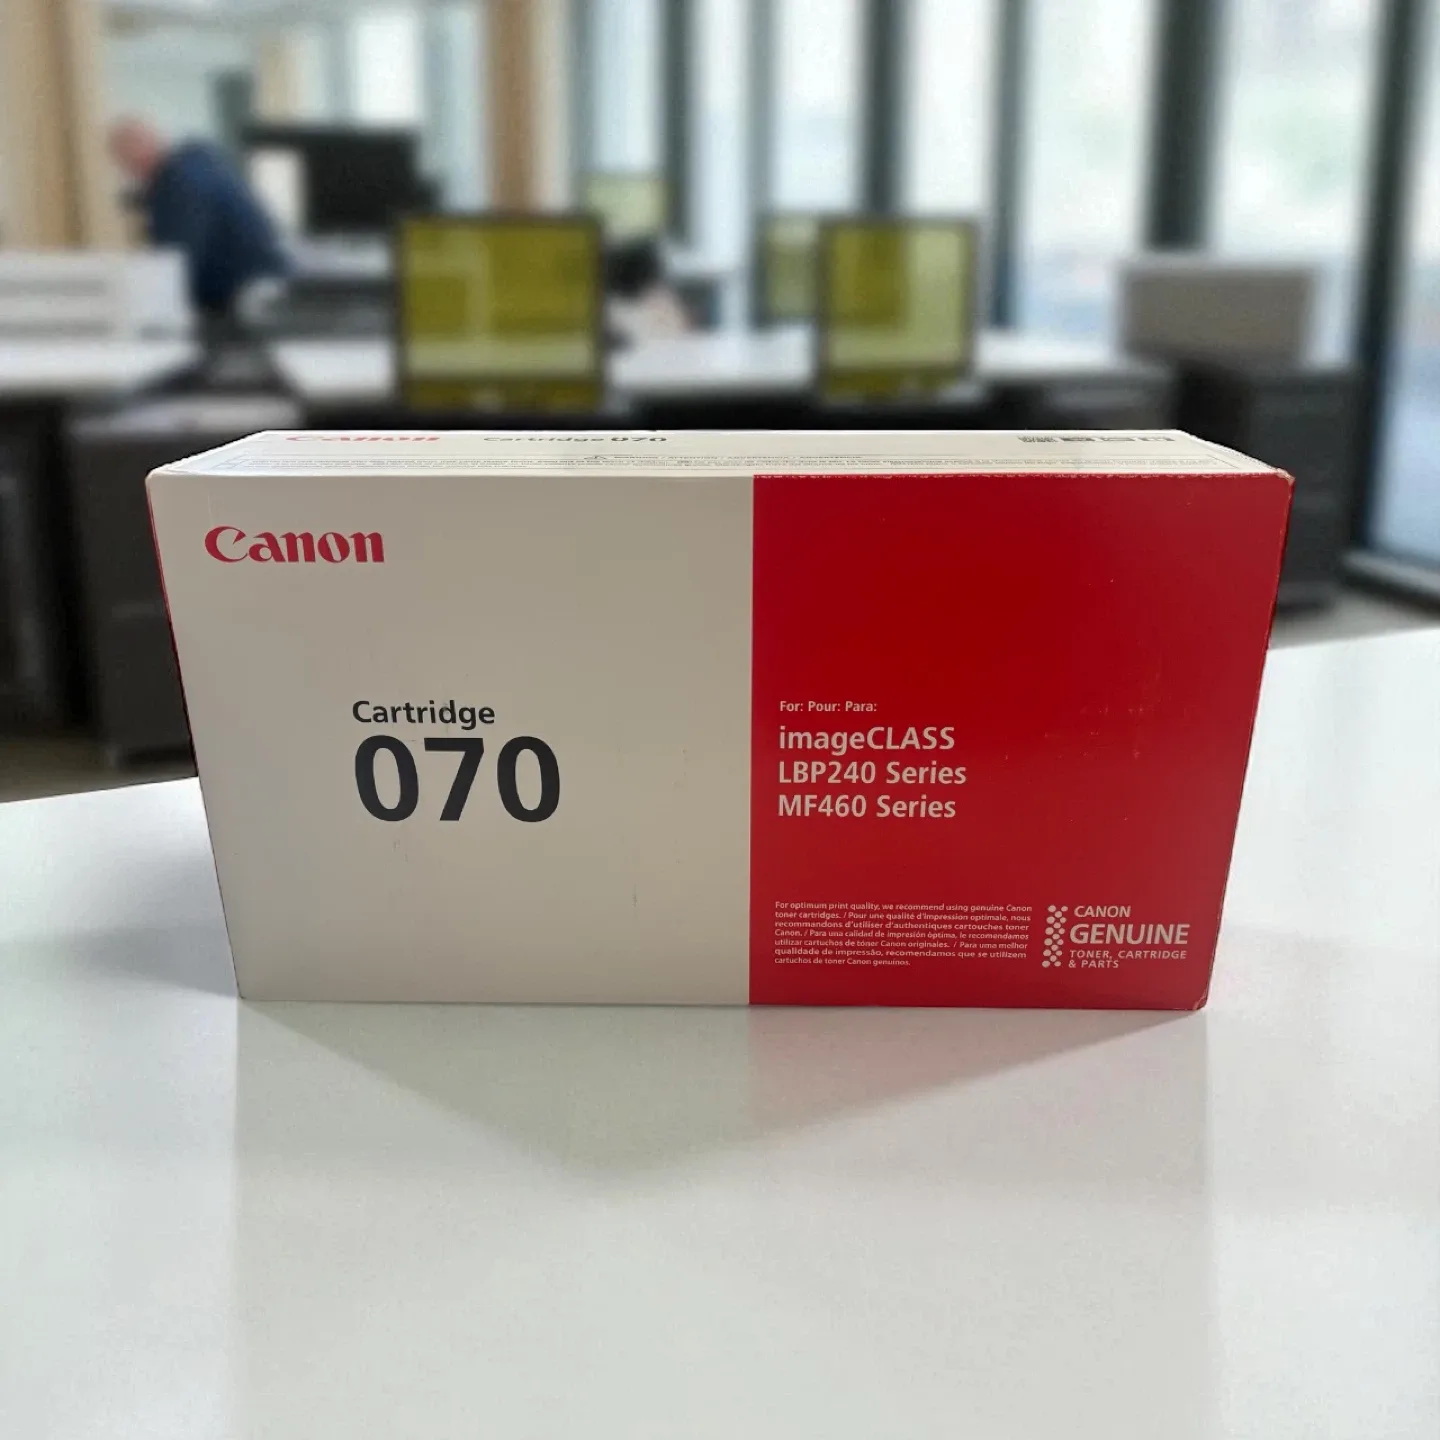 Canon Cartridge 070
Canon
Cartridge
070
For: Pour: Para:
imageCLASS
LBP240 Series
MF460 Series
For optimum print quality, we recommend using genuine Canon
toner cartridges. / Pour une qualité d'impression optimale, nous
recommandons d'utiliser d'authentiques cartouches toner
Canon. / Para una calidad de impresión óptima, le recomendamos
utilizar cartuchos de tóner Canon originales. / Para uma melhor
qualidade de impressão, recomendamos que se utilizem
cartuchos de toner Canon genuínos.
CANON
GENUINE
TONER, CARTRIDGE
& PARTS